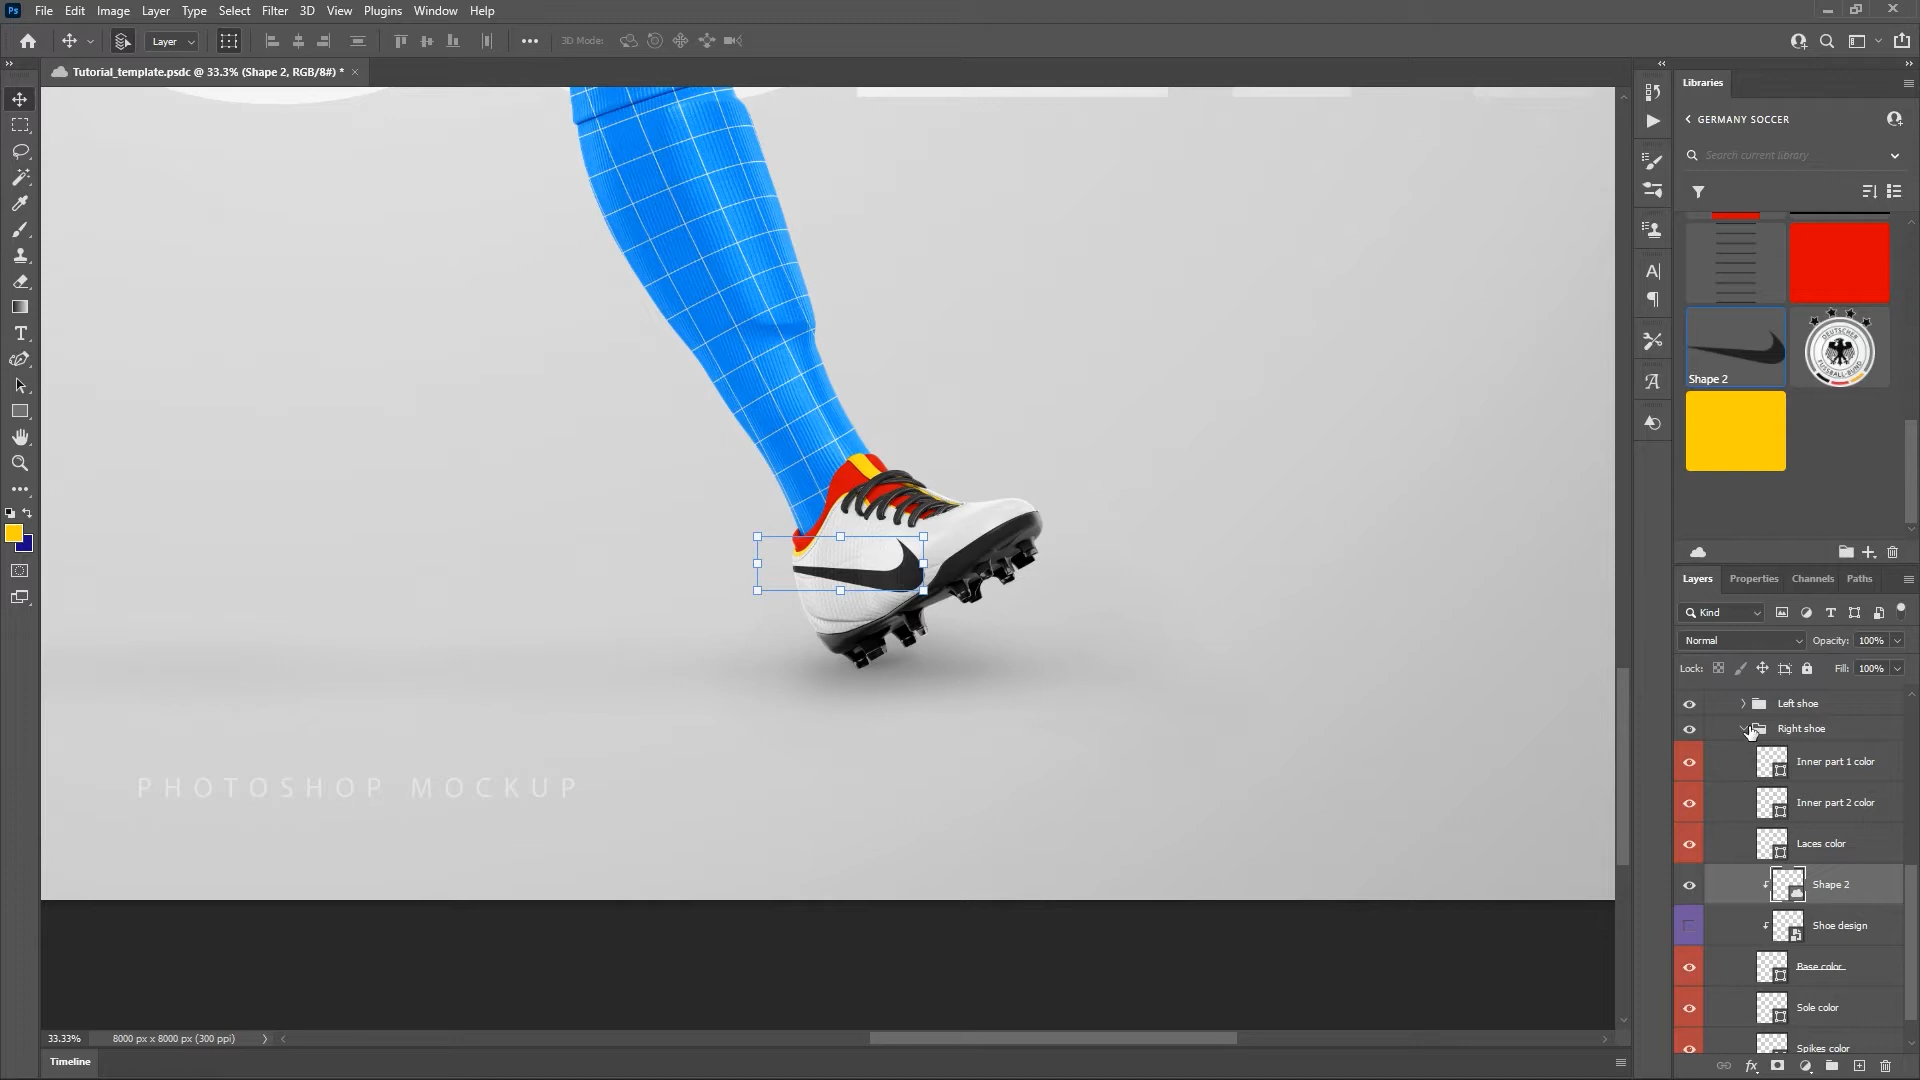 Ps File Edit Image Layer Type Select Filter 3D View Plugins Window Help
Layer 3D Mode:
Tutorial_template.psdc @ 33.3% (Shape 2, RGB/8#) *
Libraries
GERMANY SOCCER
Search current library
Shape 2
DEUTSCHER
FUSSBALL-BUND
Layers Properties Channels Paths
Kind
Normal Opacity: 100%
Lock: Fill: 100%
Left shoe
Right shoe
Inner part 1 color
Inner part 2 color
Laces color
Shape 2
Shoe design
Base color
Sole color
Spikes color
PHOTOSHOP MOCKUP
33.33% 8000 px x 8000 px (300 ppi)
Timeline